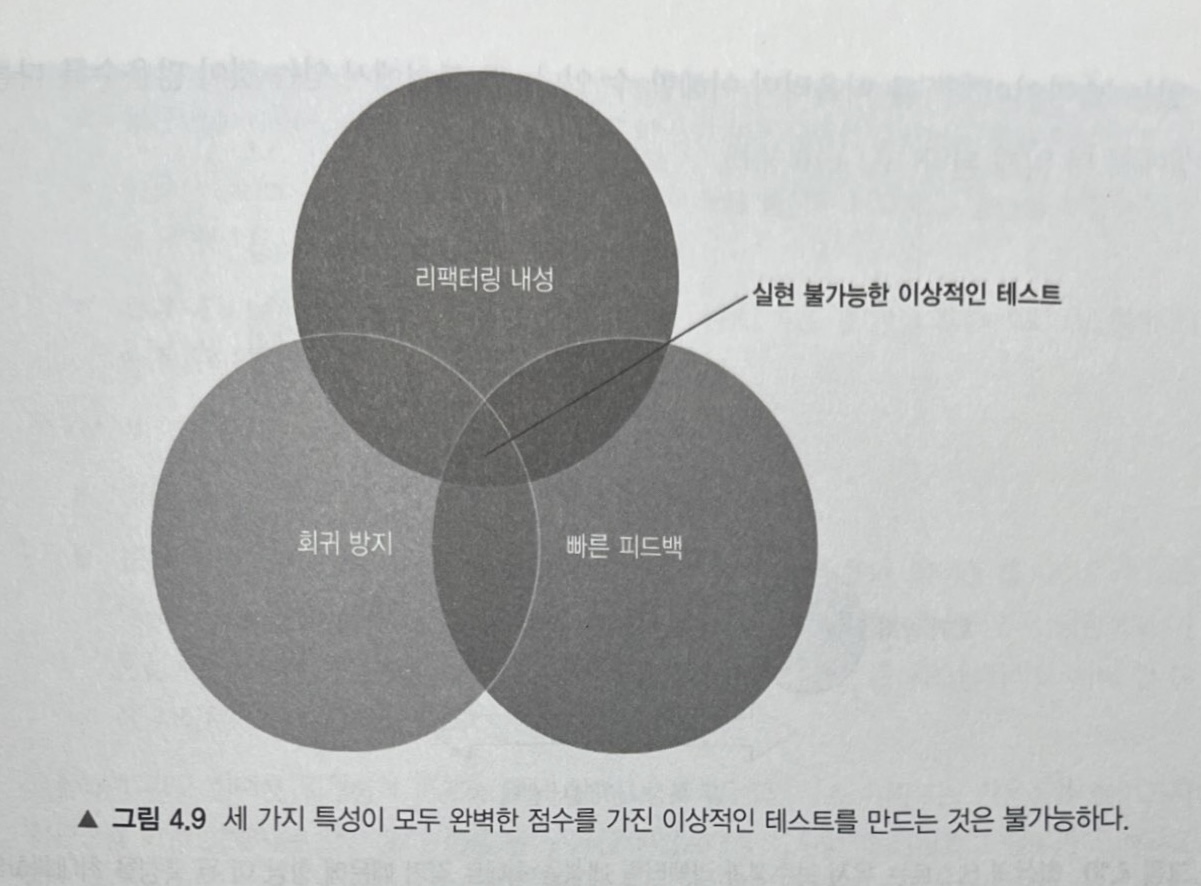 리팩터링 내성
실현 불가능한 이상적인 테스트
회귀 방지
빠른 피드백
▲ 그림 4.9 세 가지 특성이 모두 완벽한 점수를 가진 이상적인 테스트를 만드는 것은 불가능하다.